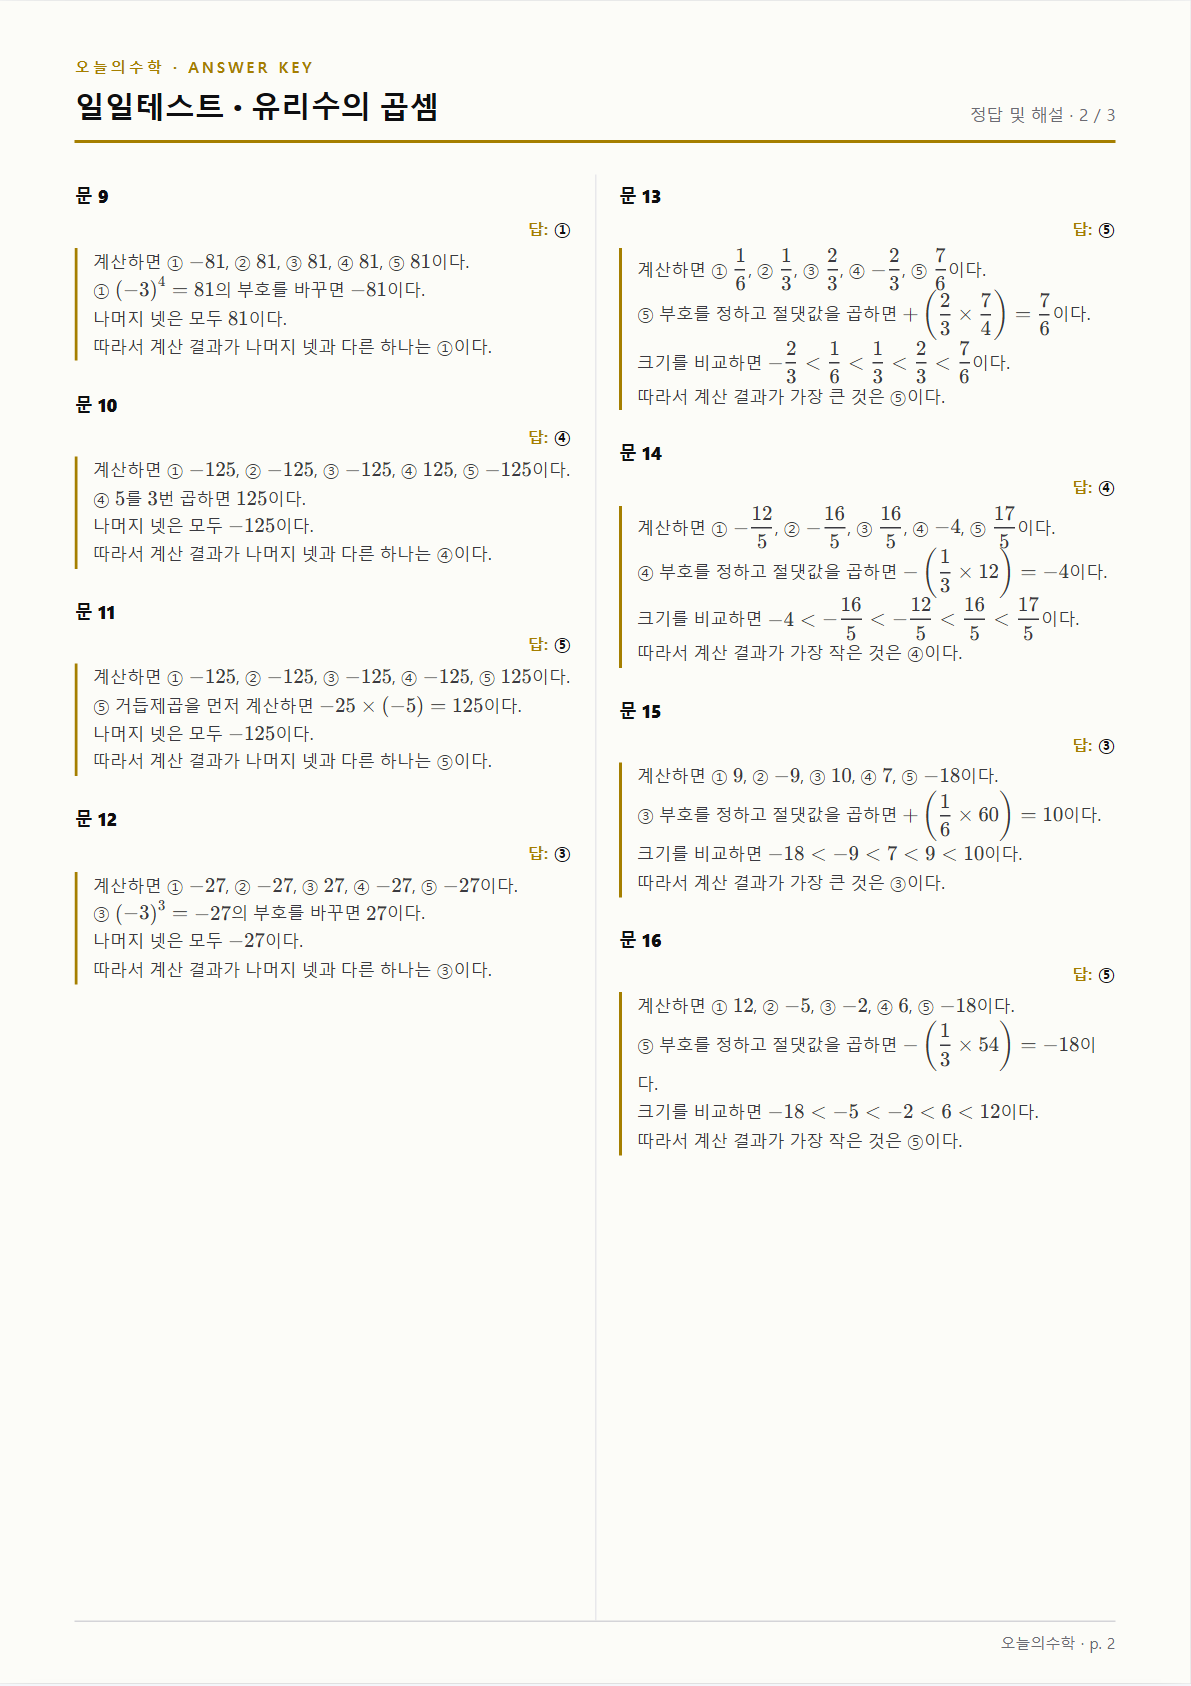 오늘의수학 · ANSWER KEY
일일테스트 · 유리수의 곱셈
정답 및 해설 · 2 / 3
문 9
답: ①
계산하면 ① −81, ② 81, ③ 81, ④ 81, ⑤ 81이다.
① (−3)^4 = 81의 부호를 바꾸면 −81이다.
나머지 넷은 모두 81이다.
따라서 계산 결과가 나머지 넷과 다른 하나는 ①이다.
문 10
답: ④
계산하면 ① −125, ② −125, ③ −125, ④ 125, ⑤ −125이다.
④ 5를 3번 곱하면 125이다.
나머지 넷은 모두 −125이다.
따라서 계산 결과가 나머지 넷과 다른 하나는 ④이다.
문 11
답: ⑤
계산하면 ① −125, ② −125, ③ −125, ④ −125, ⑤ 125이다.
⑤ 거듭제곱을 먼저 계산하면 −25 × (−5) = 125이다.
나머지 넷은 모두 −125이다.
따라서 계산 결과가 나머지 넷과 다른 하나는 ⑤이다.
문 12
답: ③
계산하면 ① −27, ② −27, ③ 27, ④ −27, ⑤ −27이다.
③ (−3)^3 = −27의 부호를 바꾸면 27이다.
나머지 넷은 모두 −27이다.
따라서 계산 결과가 나머지 넷과 다른 하나는 ③이다.
문 13
답: ⑤
계산하면 ① 1/6, ② 1/3, ③ 2/3, ④ −2/3, ⑤ 7/6이다.
⑤ 부호를 정하고 절댓값을 곱하면 +(2/3 × 7/4) = 7/6이다.
크기를 비교하면 −2/3 < 1/6 < 1/3 < 2/3 < 7/6이다.
따라서 계산 결과가 가장 큰 것은 ⑤이다.
문 14
답: ④
계산하면 ① −12/5, ② −16/5, ③ 16/5, ④ −4, ⑤ 17/5이다.
④ 부호를 정하고 절댓값을 곱하면 −(1/3 × 12) = −4이다.
크기를 비교하면 −4 < −16/5 < −12/5 < 16/5 < 17/5이다.
따라서 계산 결과가 가장 작은 것은 ④이다.
문 15
답: ③
계산하면 ① 9, ② −9, ③ 10, ④ 7, ⑤ −18이다.
③ 부호를 정하고 절댓값을 곱하면 +(1/6 × 60) = 10이다.
크기를 비교하면 −18 < −9 < 7 < 9 < 10이다.
따라서 계산 결과가 가장 큰 것은 ③이다.
문 16
답: ⑤
계산하면 ① 12, ② −5, ③ −2, ④ 6, ⑤ −18이다.
⑤ 부호를 정하고 절댓값을 곱하면 −(1/3 × 54) = −18이
다.
크기를 비교하면 −18 < −5 < −2 < 6 < 12이다.
따라서 계산 결과가 가장 작은 것은 ⑤이다.
오늘의수학 · p. 2